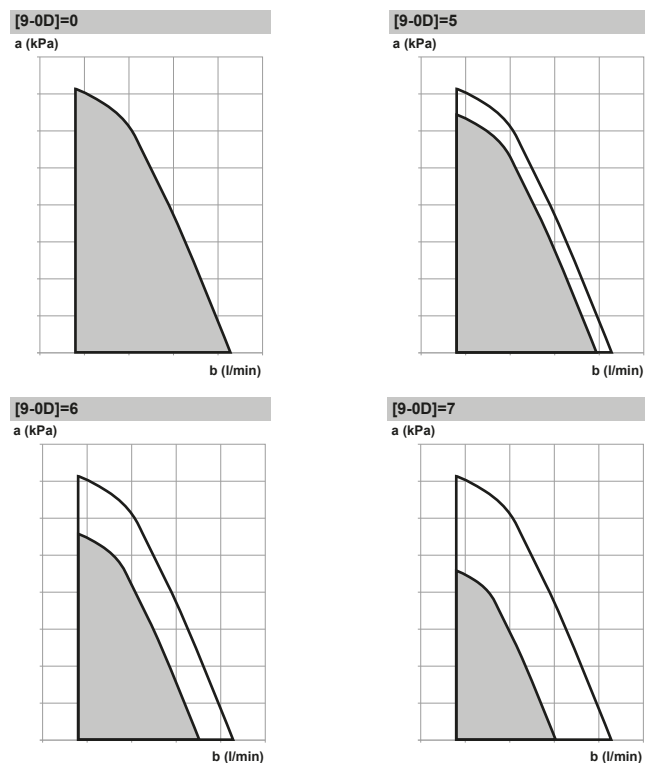 [9-0D]=0
a (kPa)
b (l/min)
[9-0D]=5
a (kPa)
b (l/min)
[9-0D]=6
a (kPa)
b (l/min)
[9-0D]=7
a (kPa)
b (l/min)